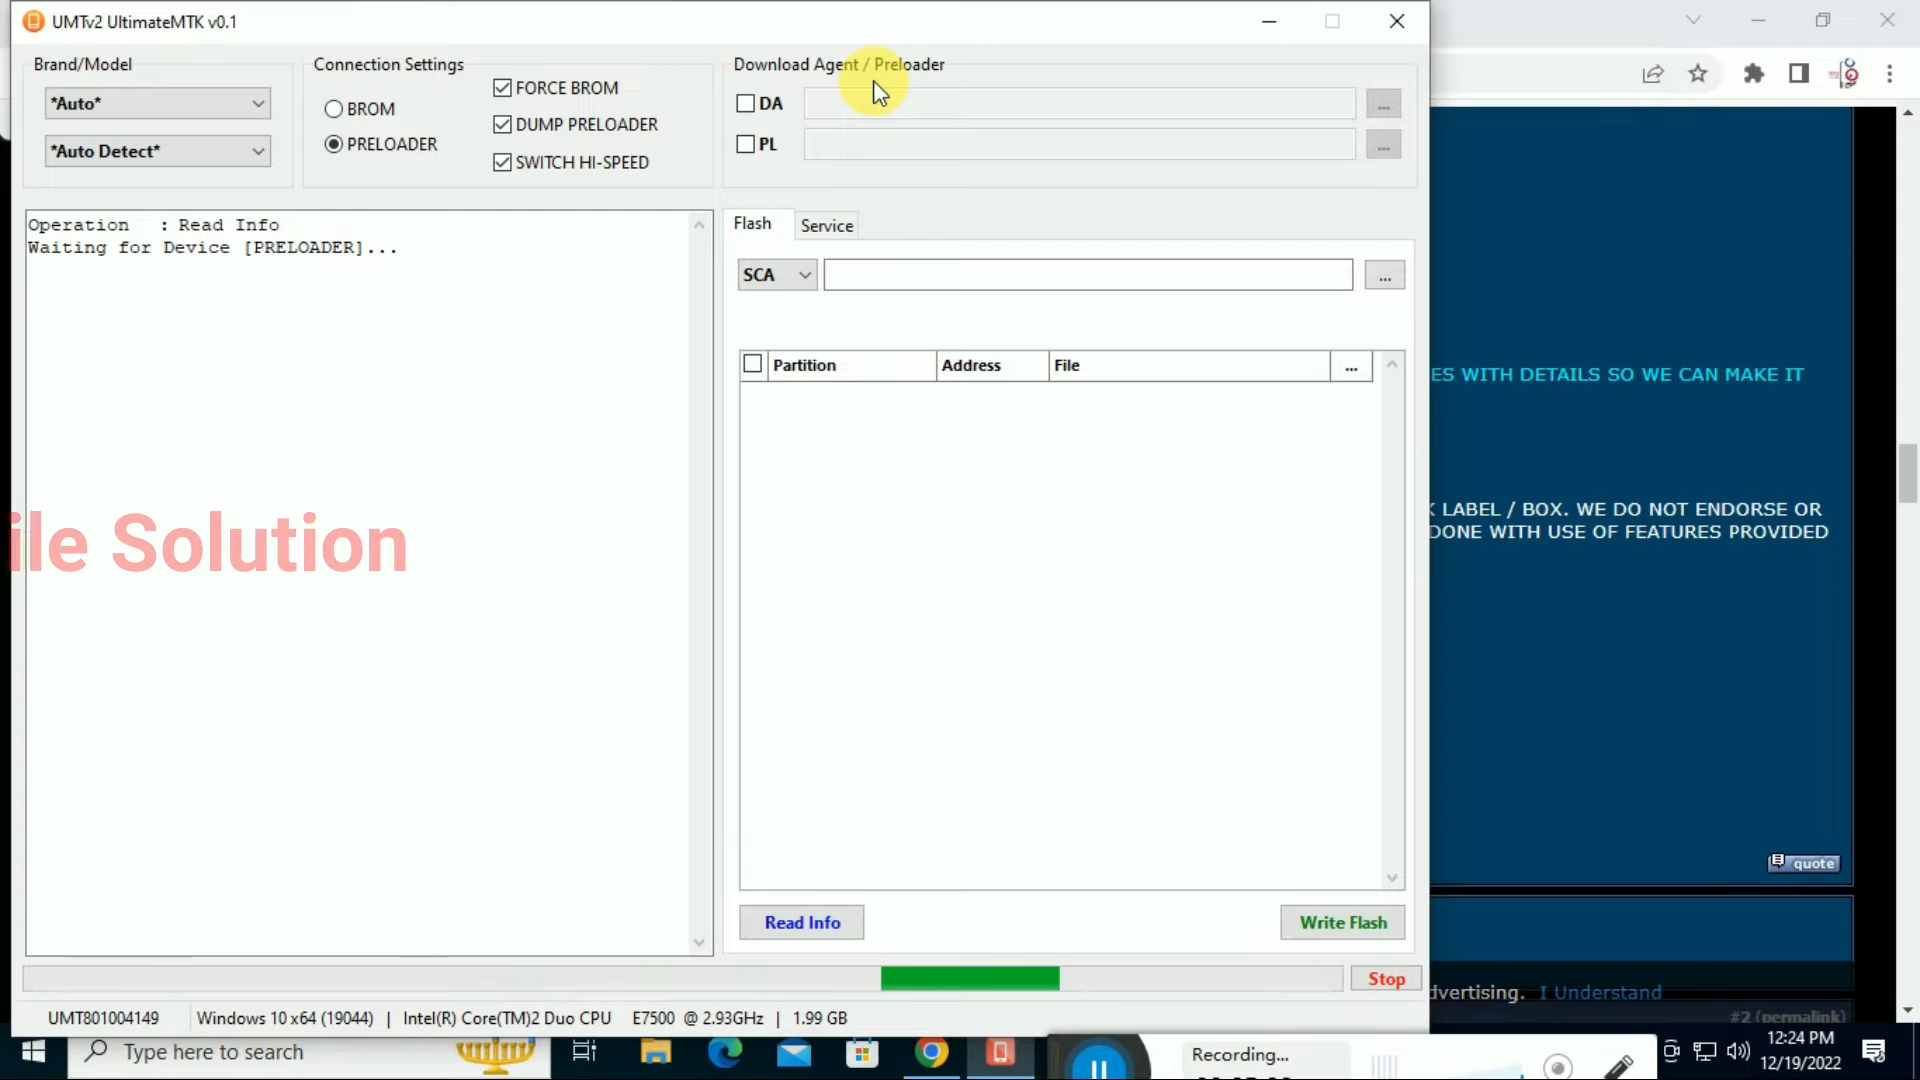 UMTv2 UltimateMTK v0.1
Brand/Model
*Auto*
*Auto Detect*
Connection Settings
BROM
PRELOADER
FORCE BROM
DUMP PRELOADER
SWITCH HI-SPEED
Download Agent / Preloader
DA
...
PL
...
Operation : Read Info
Waiting for Device [PRELOADER]...
ile Solution
Flash
Service
SCA
...
Partition Address File ...
Read Info
Write Flash
Stop
UMT801004149 Windows 10 x64 (19044) | Intel(R) Core(TM)2 Duo CPU E7500 @ 2.93GHz | 1.99 GB
ES WITH DETAILS SO WE CAN MAKE IT
LABEL / BOX. WE DO NOT ENDORSE OR
DONE WITH USE OF FEATURES PROVIDED
quote
dvertising. I Understand
#2 (permalink)
Type here to search
Recording...
12:24 PM
12/19/2022